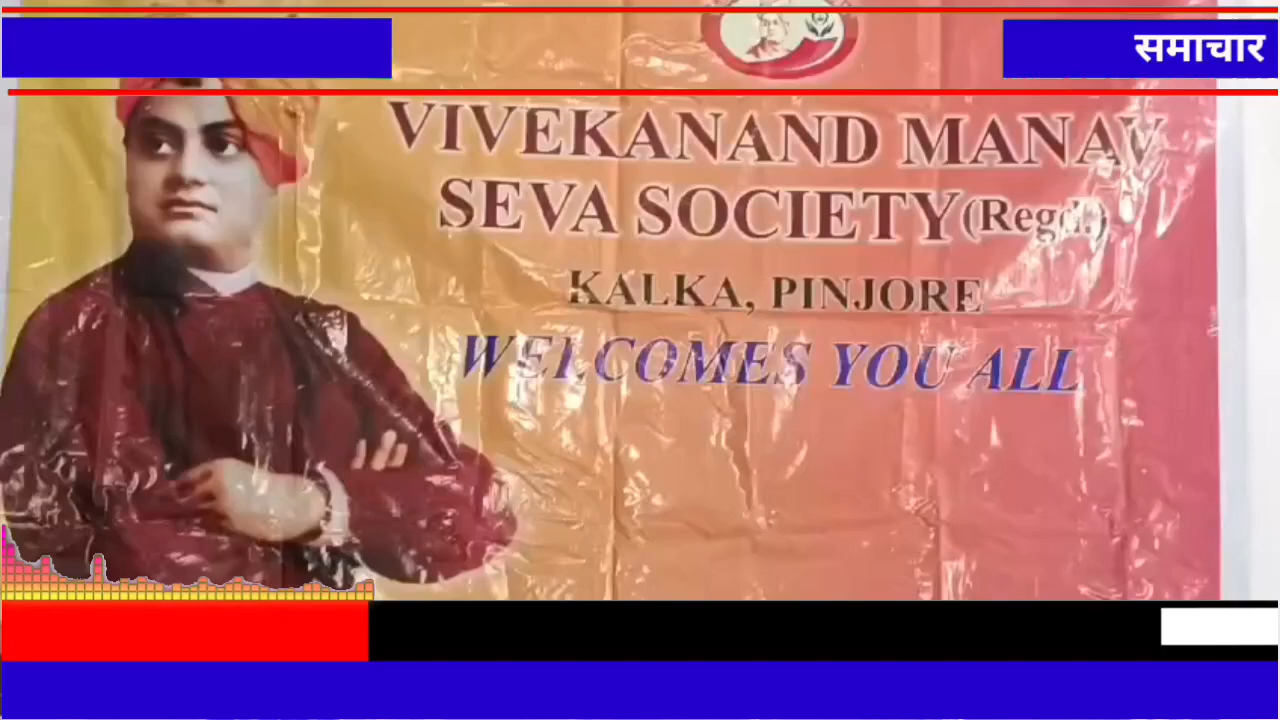 समाचार
VIVEKANAND MANAV
SEVA SOCIETY (Regd.)
KALKA, PINJORE
WELCOMES YOU ALL